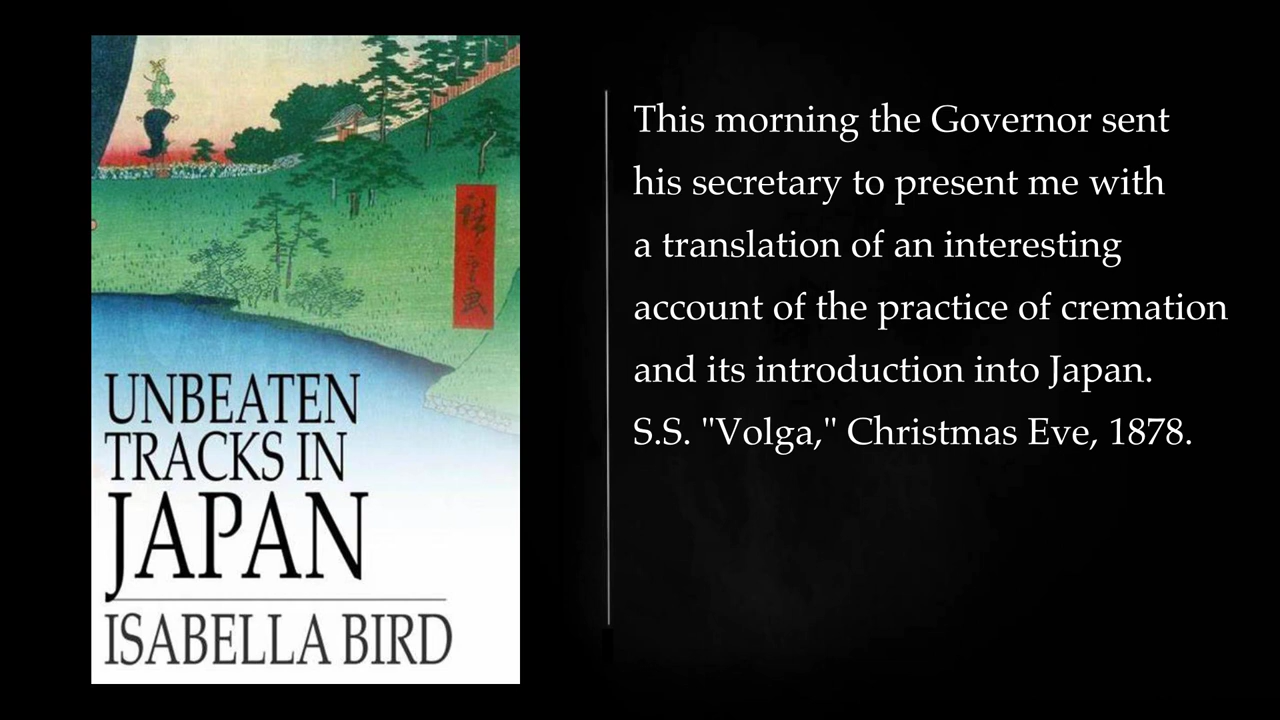 UNBEATEN
TRACKS IN
JAPAN
ISABELLA BIRD
This morning the Governor sent
his secretary to present me with
a translation of an interesting
account of the practice of cremation
and its introduction into Japan.
S.S. "Volga," Christmas Eve, 1878.